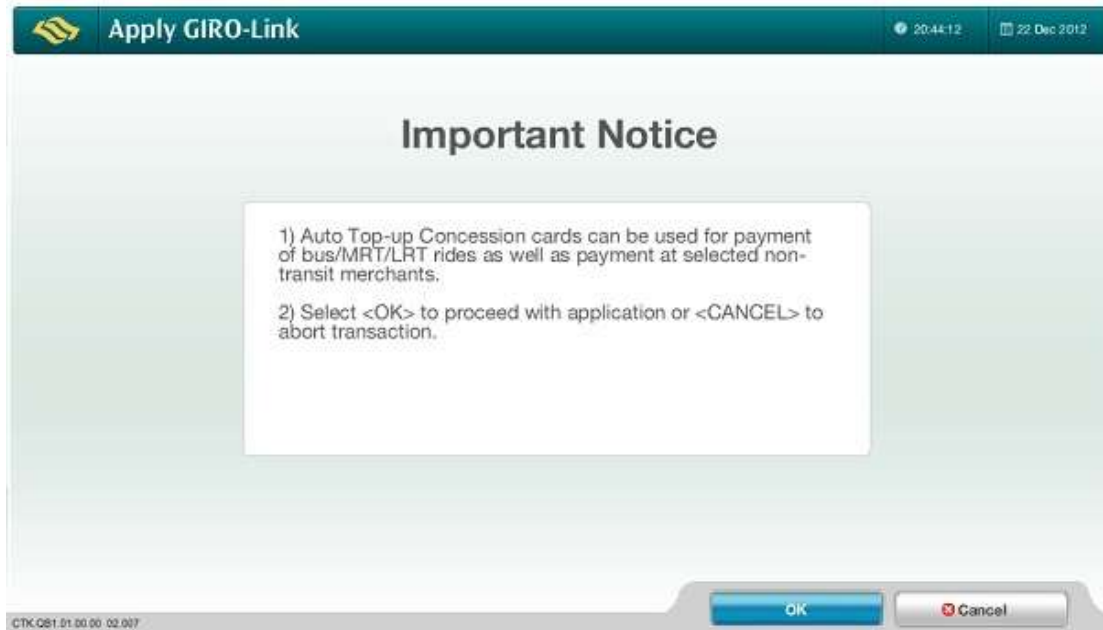 Apply GIRO-Link
20:44:12
22 Dec 2012
Important Notice
1) Auto Top-up Concession cards can be used for payment
of bus/MRT/LRT rides as well as payment at selected non-
transit merchants.
2) Select <OK> to proceed with application or <CANCEL> to
abort transaction.
OK
Cancel
CTK.QB1.01.00.00 02.007